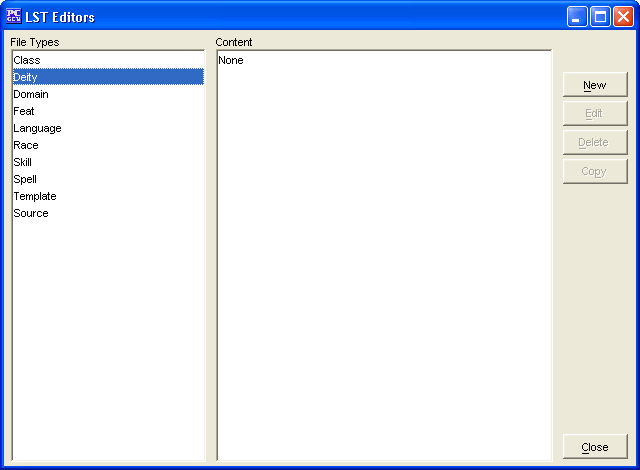 PC GEN LST Editors
File Types
Class
Deity
Domain
Feat
Language
Race
Skill
Spell
Template
Source
Content
None
New
Edit
Delete
Copy
Close